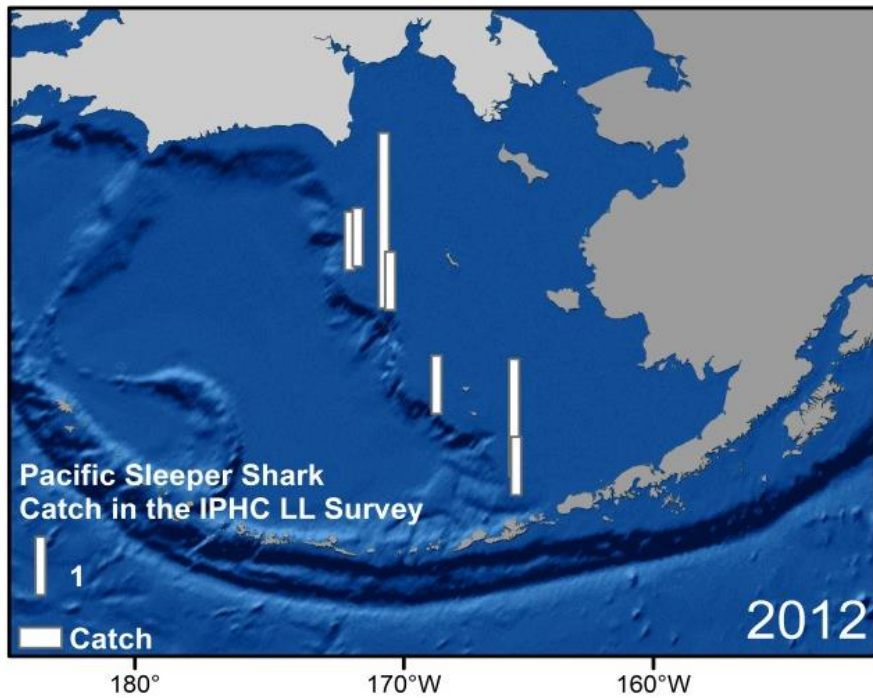 Pacific Sleeper Shark
Catch in the IPHC LL Survey
1
Catch
2012
180°
170°W
160°W